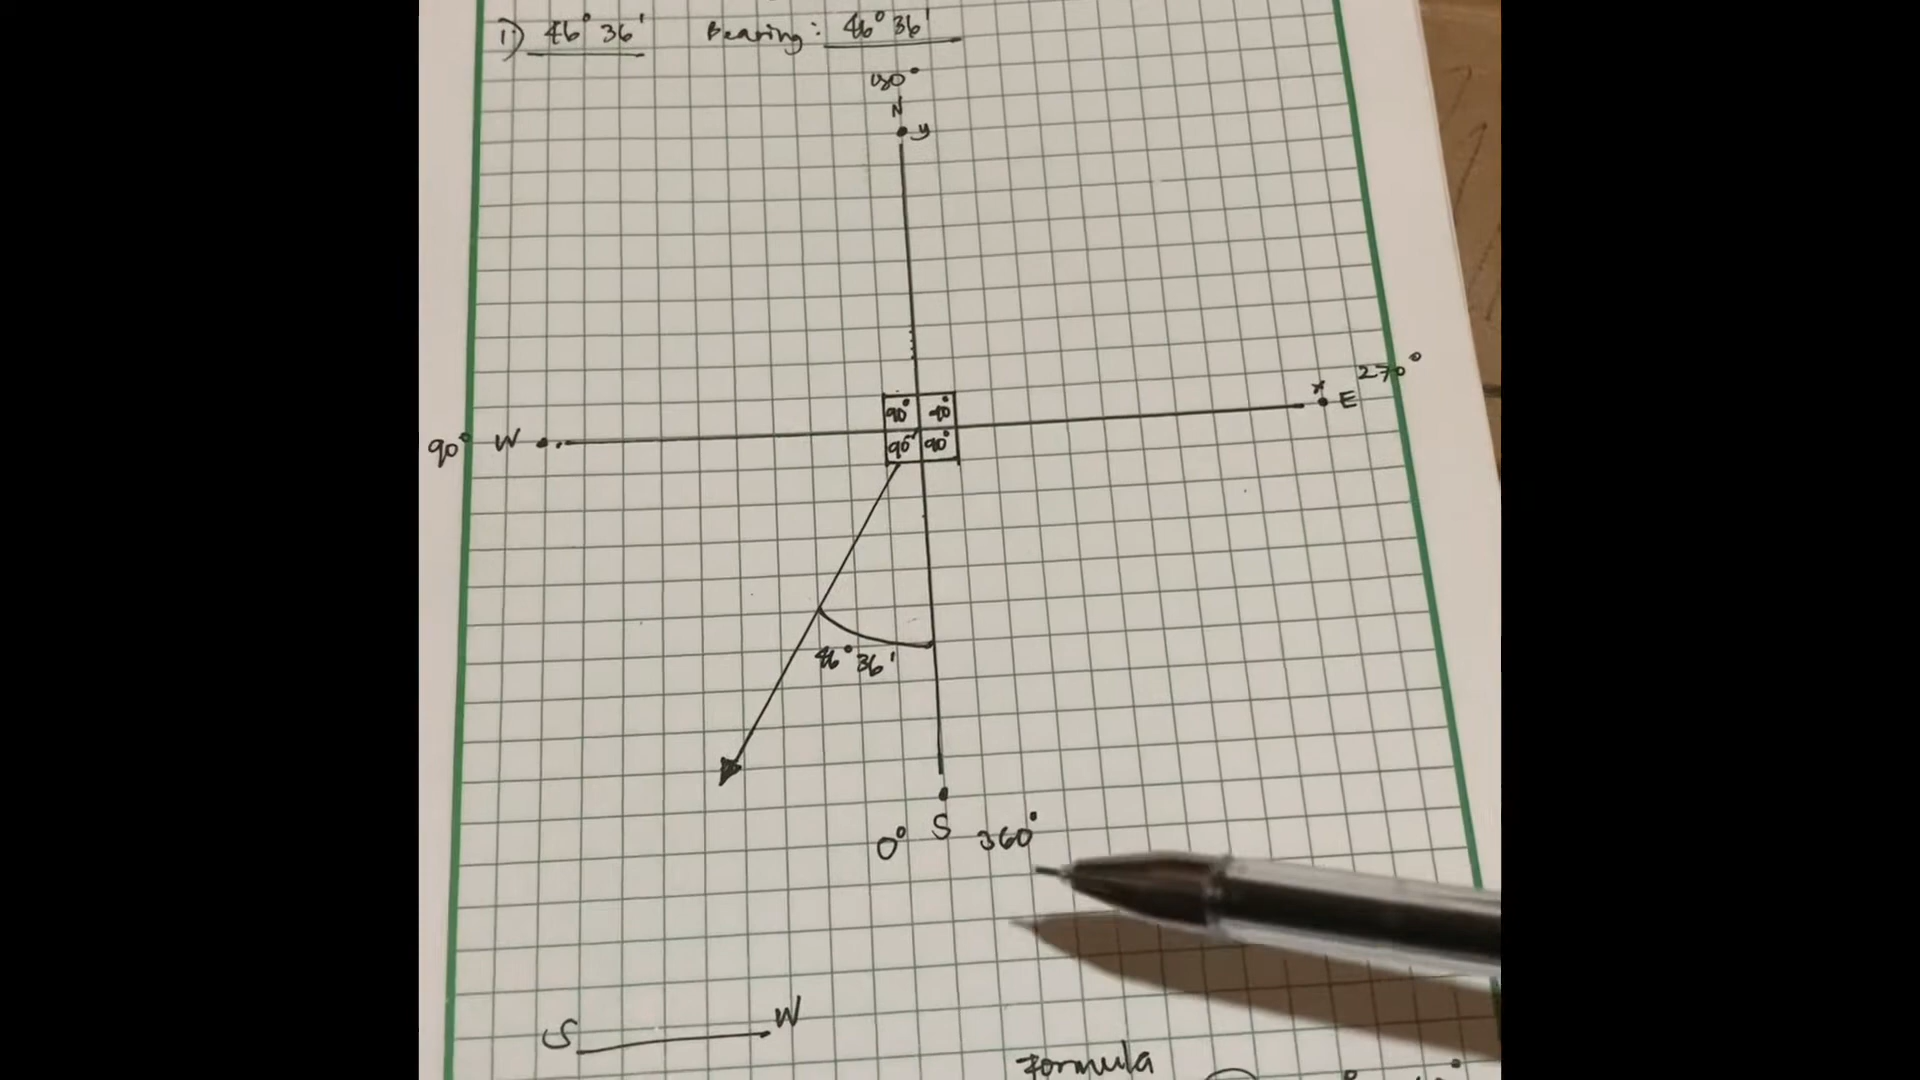 1) 46° 36' Bearing: 46° 36'
180°
N
y
270°
x
E
90° 90°
90° W
90° 90°
46° 36'
0° S 360°
S W
Formula